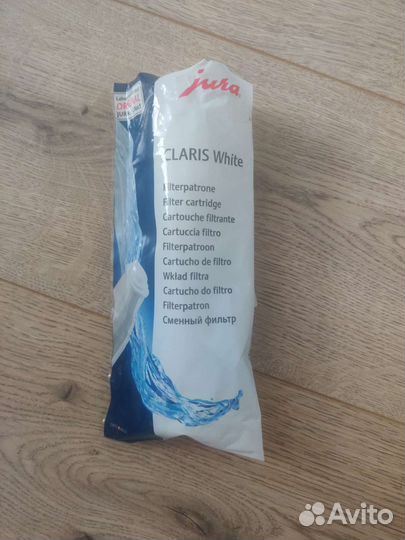 ORIGINAL
jura
CLARIS White
Filterpatrone
Filter cartridge
Cartouche filtrante
Cartuccia filtro
Filterpatroon
Cartucho de filtro
Wkład filtra
Cartucho do filtro
Filterpatron
Сменный фильтр
Avito